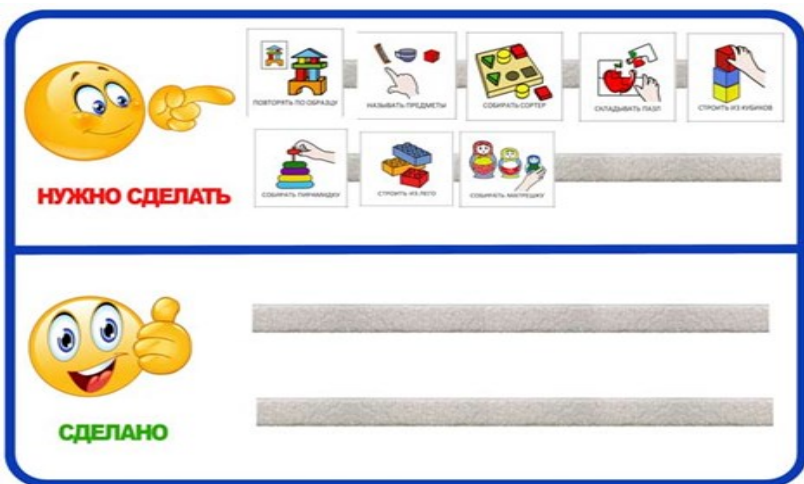 ПОВТОРЯТЬ ПО ОБРАЗЦУ
НАЗЫВАТЬ ПРЕДМЕТЫ
СОБИРАТЬ СОРТЕР
СКЛАДЫВАТЬ ПАЗЛ
СТРОИТЬ ИЗ КУБИКОВ
СОБИРАТЬ ПИРАМИДКУ
СТРОИТЬ ИЗ ЛЕГО
СОБИРАТЬ МАТРЕШКУ
НУЖНО СДЕЛАТЬ
СДЕЛАНО